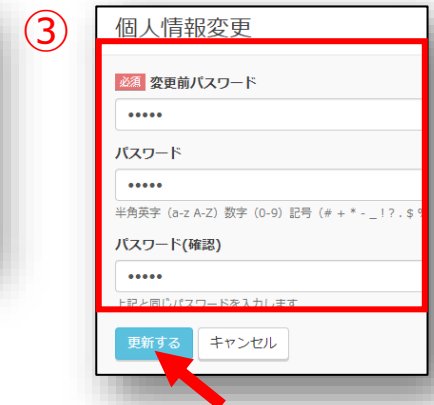 ③
個人情報変更
必須 変更前パスワード
•••••
パスワード
•••••
半角英字（a-z A-Z）数字（0-9）記号（# + * - _ ! ? . $ %
パスワード(確認)
•••••
上記と同じパスワードを入力します
更新する キャンセル